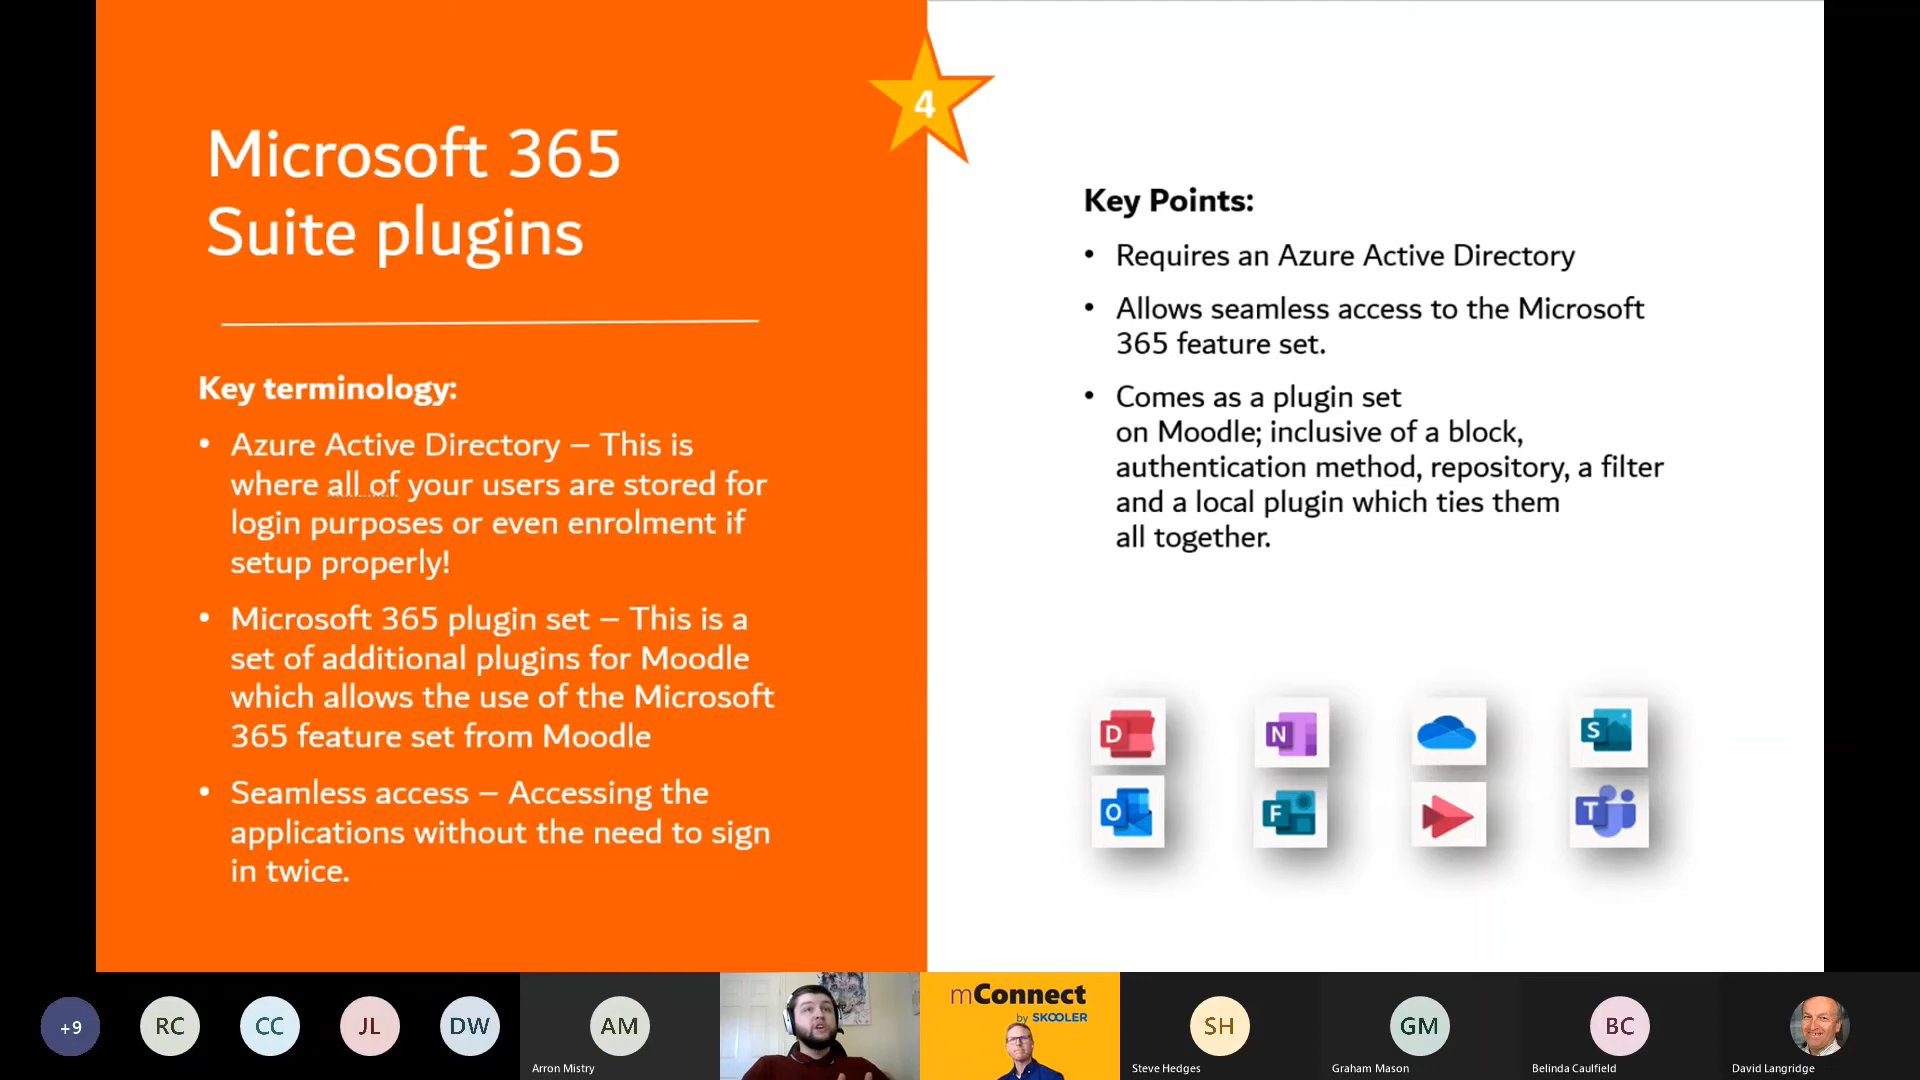 4
Microsoft 365
Suite plugins
Key terminology:
• Azure Active Directory – This is
where all of your users are stored for
login purposes or even enrolment if
setup properly!
• Microsoft 365 plugin set – This is a
set of additional plugins for Moodle
which allows the use of the Microsoft
365 feature set from Moodle
• Seamless access – Accessing the
applications without the need to sign
in twice.
Key Points:
• Requires an Azure Active Directory
• Allows seamless access to the Microsoft
365 feature set.
• Comes as a plugin set
on Moodle; inclusive of a block,
authentication method, repository, a filter
and a local plugin which ties them
all together.
D
N
S
O
F
T
+9
RC
CC
JL
DW
AM
Arron Mistry
mConnect
by SKOOLER
SH
Steve Hedges
GM
Graham Mason
BC
Belinda Caulfield
David Langridge